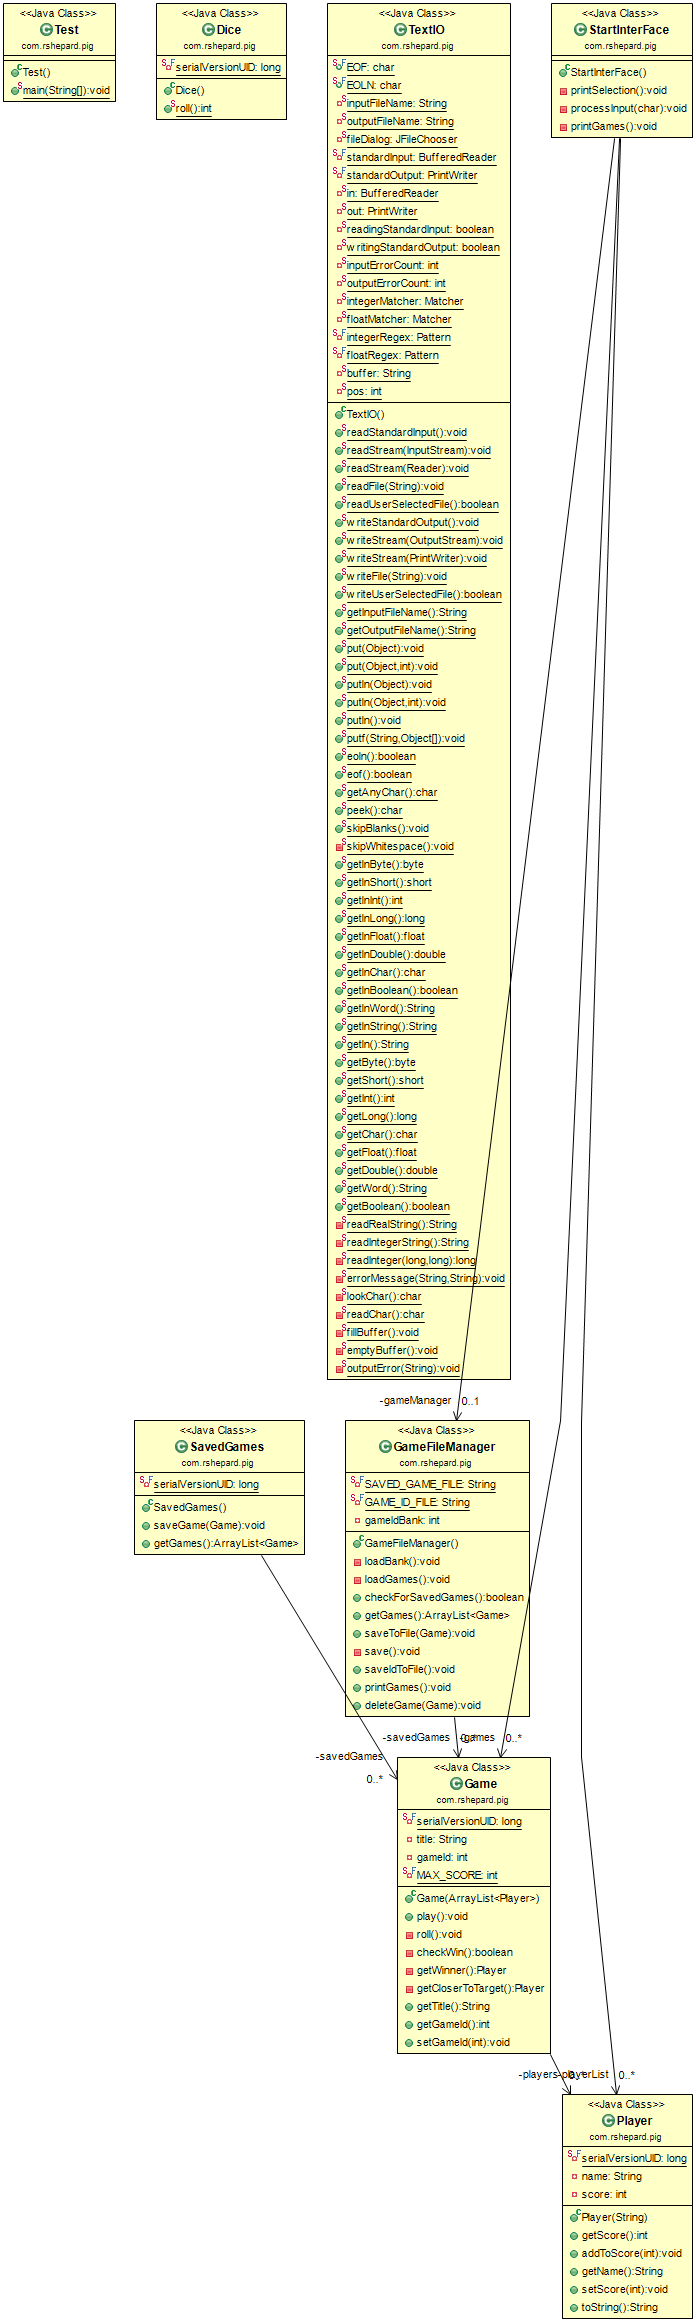 <<Java Class>>
Test
com.rshepard.pig
Test()
main(String[]):void
<<Java Class>>
Dice
com.rshepard.pig
serialVersionUID: long
Dice()
roll():int
<<Java Class>>
TextIO
com.rshepard.pig
EOF: char
EOLN: char
inputFileName: String
outputFileName: String
fileDialog: JFileChooser
standardInput: BufferedReader
standardOutput: PrintWriter
in: BufferedReader
out: PrintWriter
readingStandardInput: boolean
writingStandardOutput: boolean
inputErrorCount: int
outputErrorCount: int
integerMatcher: Matcher
floatMatcher: Matcher
integerRegex: Pattern
floatRegex: Pattern
buffer: String
pos: int
TextIO()
readStandardInput():void
readStream(InputStream):void
readStream(Reader):void
readFile(String):void
readUserSelectedFile():boolean
writeStandardOutput():void
writeStream(OutputStream):void
writeStream(PrintWriter):void
writeFile(String):void
writeUserSelectedFile():boolean
getInputFileName():String
getOutputFileName():String
put(Object):void
put(Object,int):void
putln(Object):void
putln(Object,int):void
putln():void
putf(String,Object[]):void
eoln():boolean
eof():boolean
getAnyChar():char
peek():char
skipBlanks():void
skipWhitespace():void
getlnByte():byte
getlnShort():short
getlnInt():int
getlnLong():long
getlnFloat():float
getlnDouble():double
getlnChar():char
getlnBoolean():boolean
getlnWord():String
getlnString():String
getln():String
getByte():byte
getShort():short
getInt():int
getLong():long
getChar():char
getFloat():float
getDouble():double
getWord():String
getBoolean():boolean
readRealString():String
readIntegerString():String
readInteger(long,long):long
errorMessage(String,String):void
lookChar():char
readChar():char
fillBuffer():void
emptyBuffer():void
outputError(String):void
<<Java Class>>
StartInterFace
com.rshepard.pig
StartInterFace()
printSelection():void
processInput(char):void
printGames():void
-gameManager 0..1
<<Java Class>>
SavedGames
com.rshepard.pig
serialVersionUID: long
SavedGames()
saveGame(Game):void
getGames():ArrayList<Game>
<<Java Class>>
GameFileManager
com.rshepard.pig
SAVED_GAME_FILE: String
GAME_ID_FILE: String
gameIdBank: int
GameFileManager()
loadBank():void
loadGames():void
checkForSavedGames():boolean
getGames():ArrayList<Game>
saveToFile(Game):void
save():void
saveIdToFile():void
printGames():void
deleteGame(Game):void
-savedGames 0..*
-games 0..*
-savedGames
0..*
<<Java Class>>
Game
com.rshepard.pig
serialVersionUID: long
title: String
gameId: int
MAX_SCORE: int
Game(ArrayList<Player>)
play():void
roll():void
checkWin():boolean
getWinner():Player
getCloserToTarget():Player
getTitle():String
getGameId():int
setGameId(int):void
-players 0..*
-playerList 0..*
<<Java Class>>
Player
com.rshepard.pig
serialVersionUID: long
name: String
score: int
Player(String)
getScore():int
addToScore(int):void
getName():String
setScore(int):void
toString():String